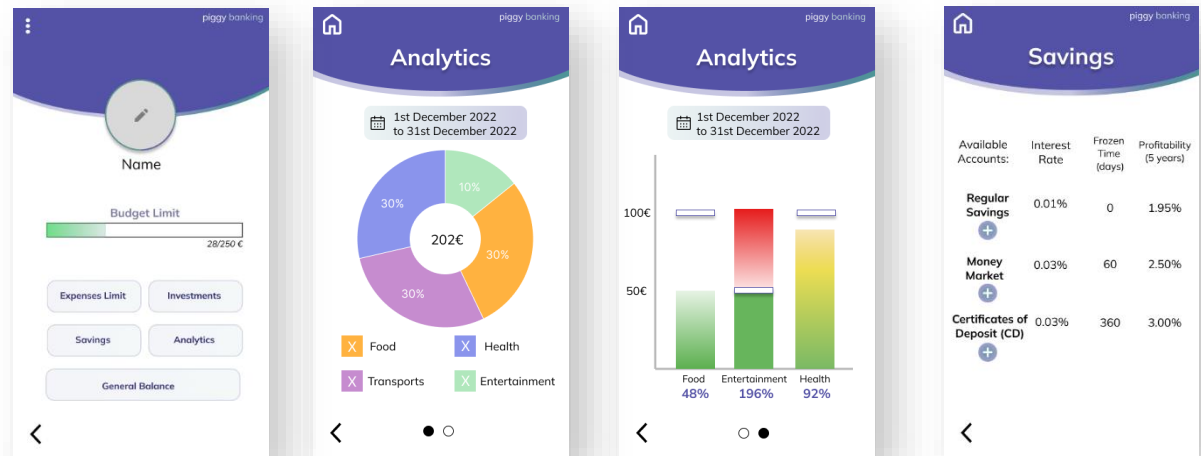 piggy banking
Name
Budget Limit
28/250 €
Expenses Limit
Investments
Savings
Analytics
General Balance
piggy banking
Analytics
1st December 2022
to 31st December 2022
10%
30%
30%
30%
202€
X Food
X Health
X Transports
X Entertainment
piggy banking
Analytics
1st December 2022
to 31st December 2022
100€
50€
Food Entertainment Health
48% 196% 92%
piggy banking
Savings
Available
Accounts:
Interest
Rate
Frozen
Time
(days)
Profitability
(5 years)
Regular
Savings
0.01%
0
1.95%
Money
Market
0.03%
60
2.50%
Certificates of
Deposit (CD)
0.03%
360
3.00%